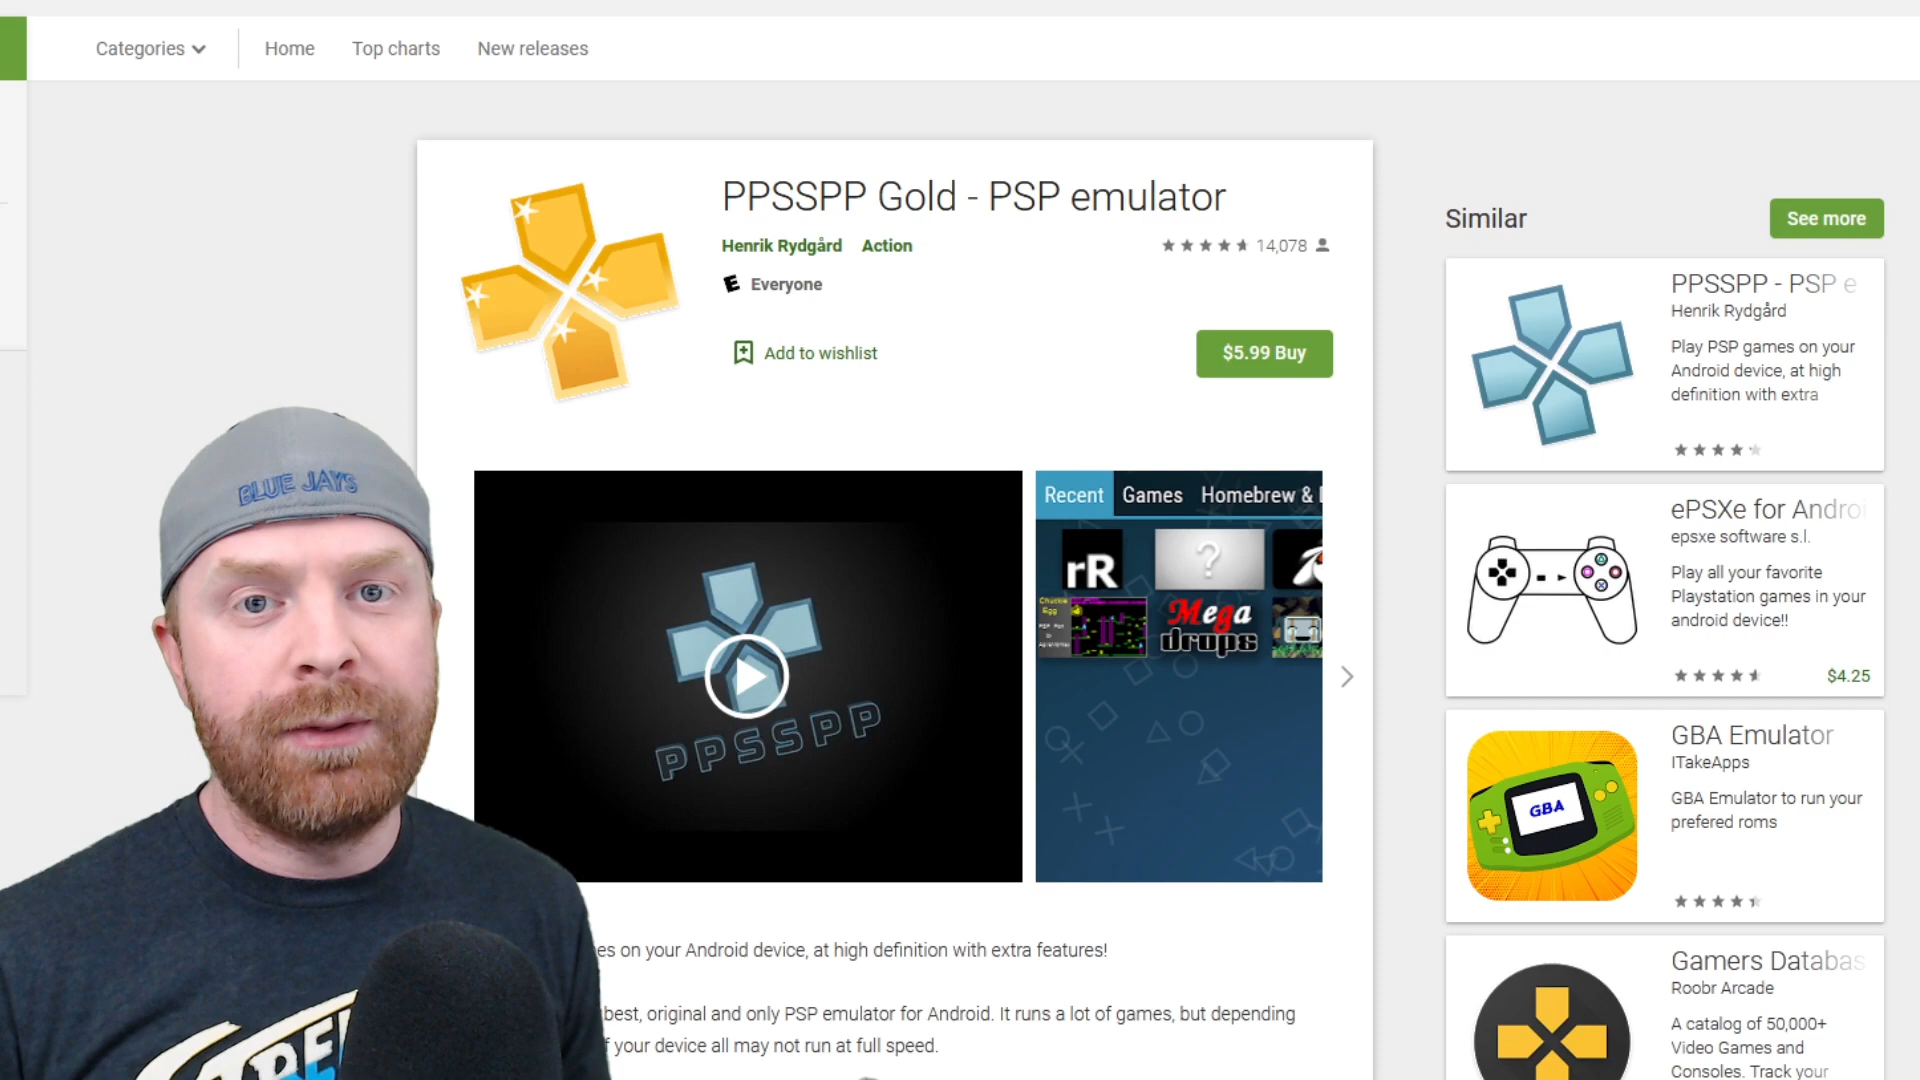 Categories
Home
Top charts
New releases
PPSSPP Gold - PSP emulator
Henrik Rydgård Action
14,078
Everyone
Add to wishlist
$5.99 Buy
PPSSPP
Recent Games Homebrew &
rR
?
Chuckie
Egg
Mega
drops
BLUE JAYS
es on your Android device, at high definition with extra features!
best, original and only PSP emulator for Android. It runs a lot of games, but depending
f your device all may not run at full speed.
Similar
See more
PPSSPP - PSP e
Henrik Rydgård
Play PSP games on your
Android device, at high
definition with extra
ePSXe for Androi
epsxe software s.l.
Play all your favorite
Playstation games in your
android device!!
$4.25
GBA
GBA Emulator
ITakeApps
GBA Emulator to run your
prefered roms
Gamers Databas
Roobr Arcade
A catalog of 50,000+
Video Games and
Consoles. Track your